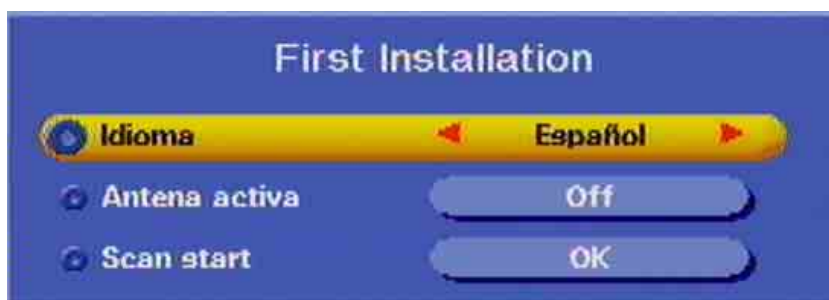 First Installation
Idioma Español
Antena activa Off
Scan start OK